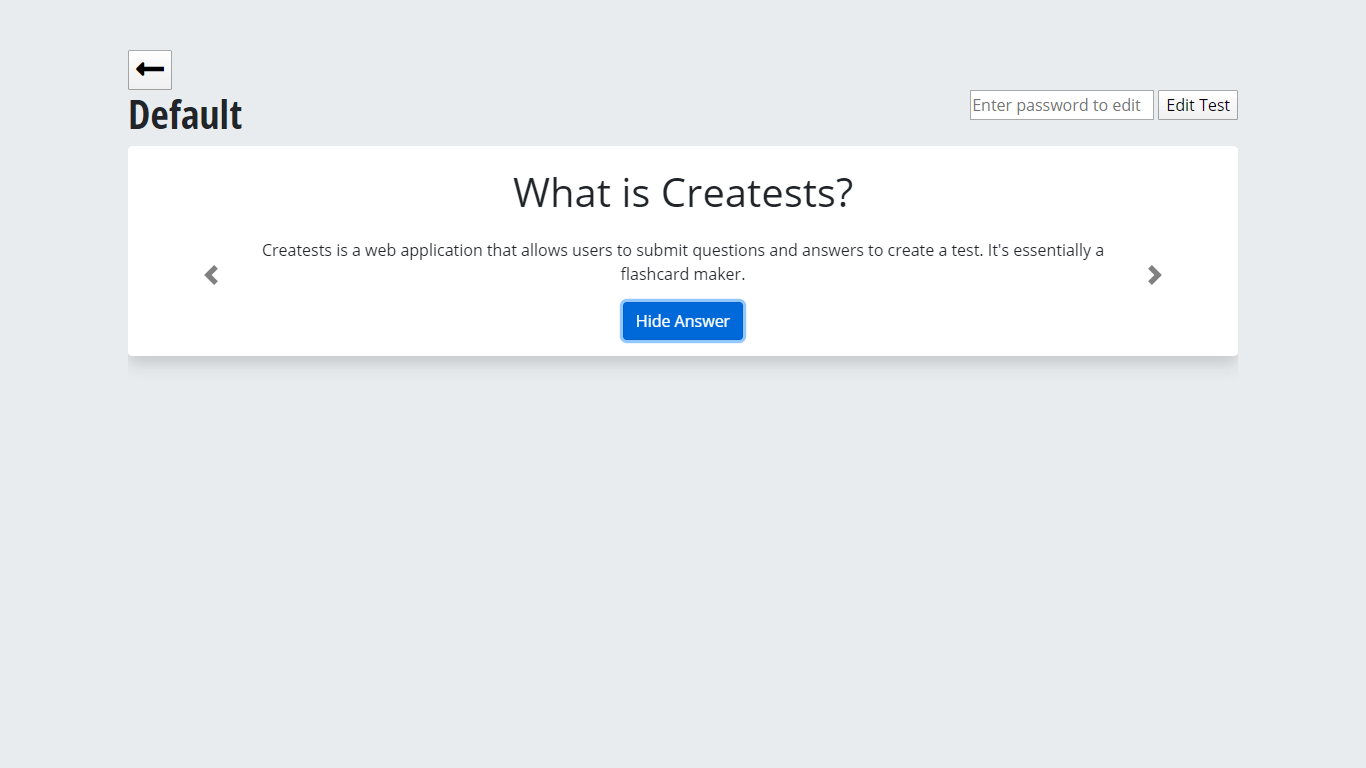 Default
Enter password to edit
Edit Test
What is Creatests?
Creatests is a web application that allows users to submit questions and answers to create a test. It's essentially a
flashcard maker.
Hide Answer